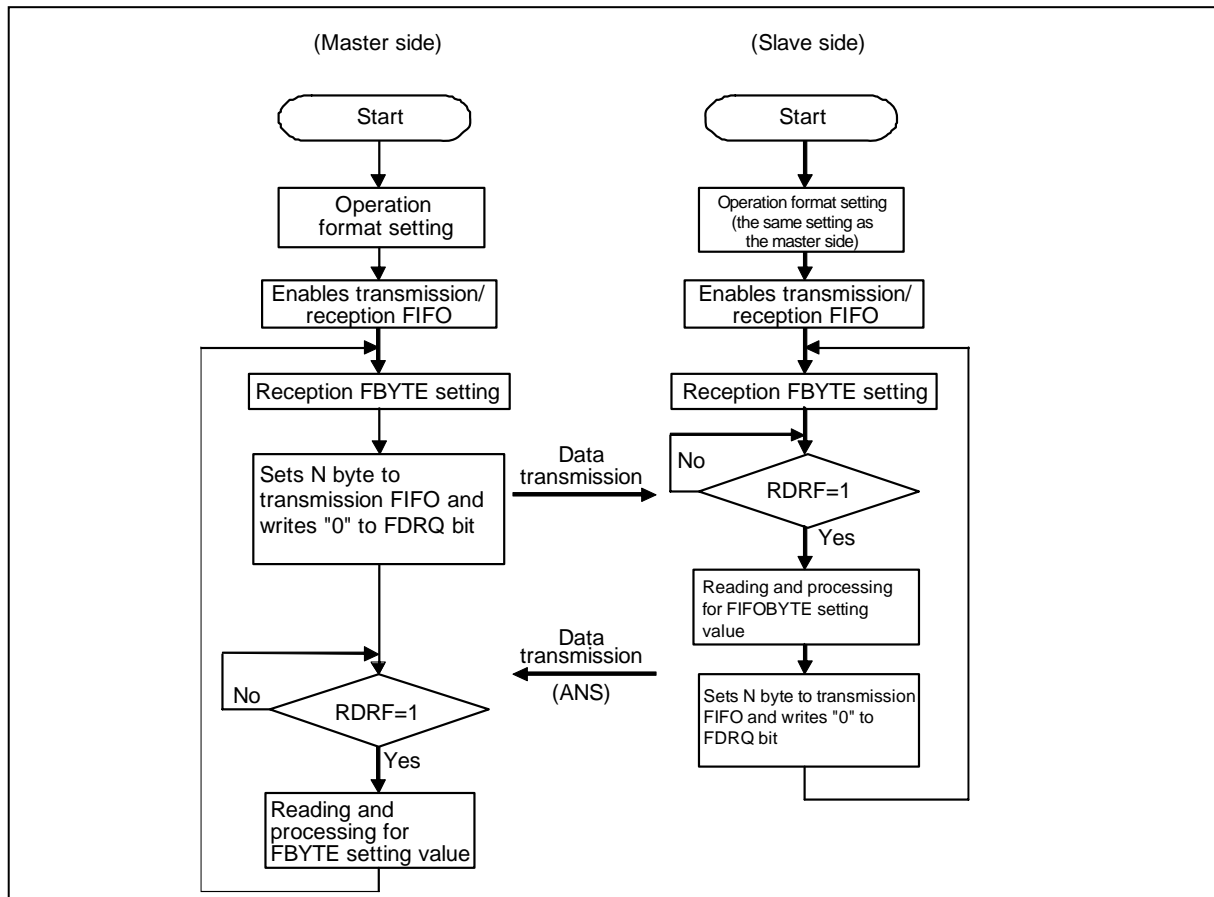 (Master side)
Start
Operation
format setting
Enables transmission/
reception FIFO
Reception FBYTE setting
Sets N byte to
transmission FIFO and
writes "0" to FDRQ bit
No
RDRF=1
Yes
Reading and
processing for
FBYTE setting value
Data
transmission
Data
transmission
(ANS)
(Slave side)
Start
Operation format setting
(the same setting as
the master side)
Enables transmission/
reception FIFO
Reception FBYTE setting
No
RDRF=1
Yes
Reading and processing
for FIFOBYTE setting
value
Sets N byte to transmission
FIFO and writes "0" to
FDRQ bit